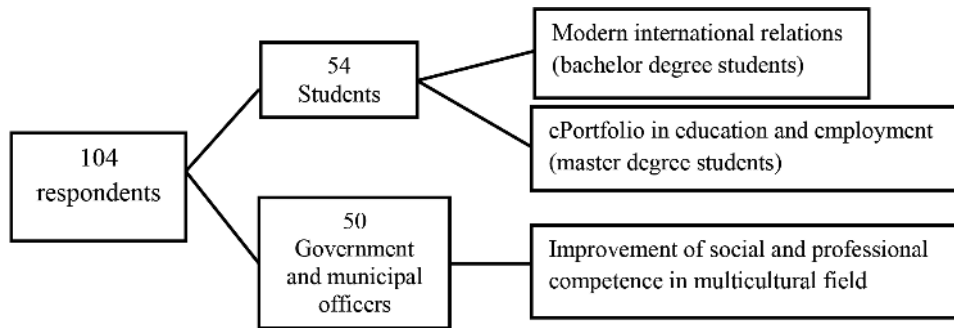 104
respondents
54
Students
50
Government
and municipal
officers
Modern international relations
(bachelor degree students)
ePortfolio in education and employment
(master degree students)
Improvement of social and professional
competence in multicultural field